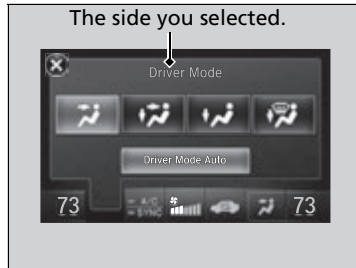 The side you selected.
Driver Mode
Driver Mode Auto
73 A/C 73
SYNC